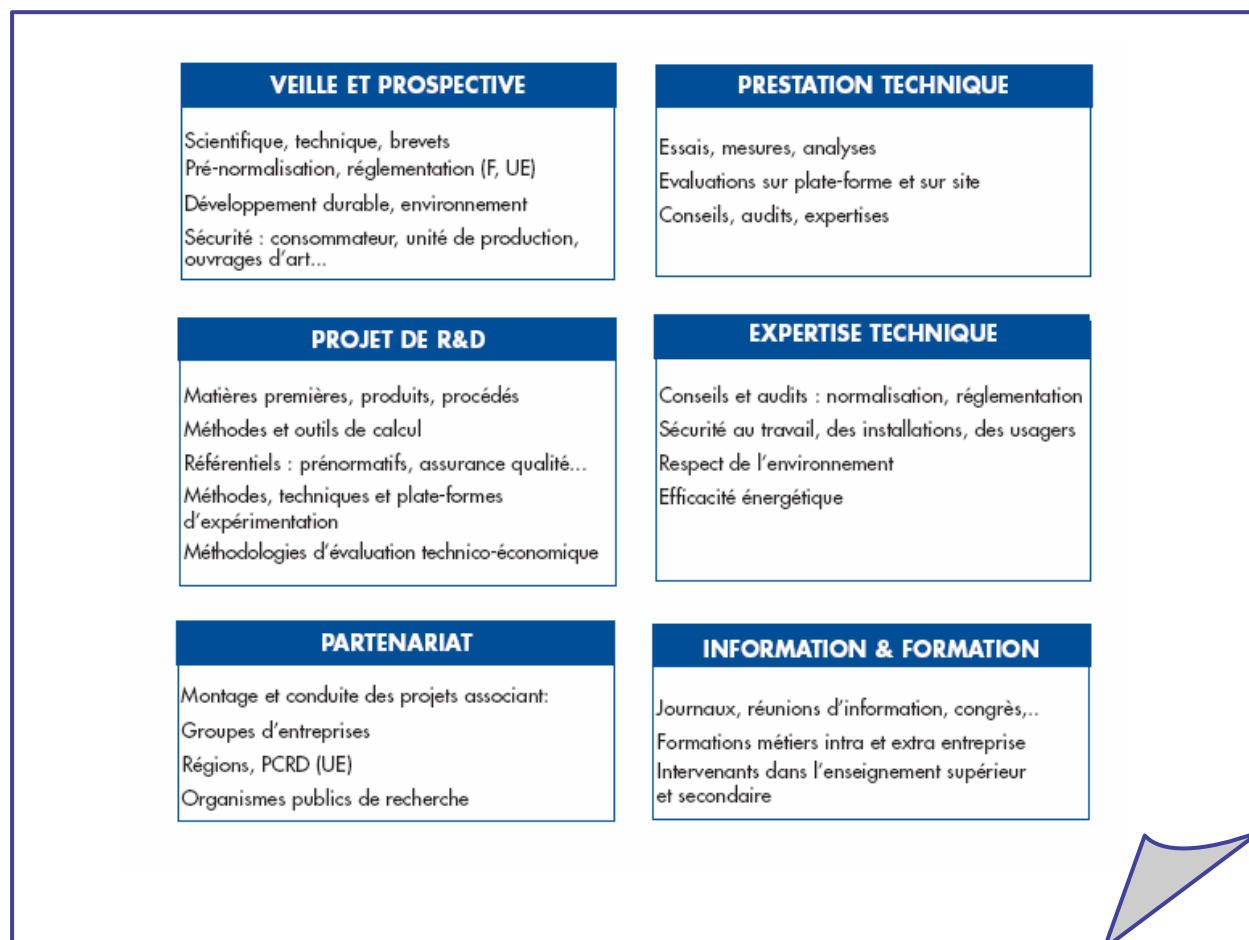 VEILLE ET PROSPECTIVE
Scientifique, technique, brevets
Pré-normalisation, réglementation (F, UE)
Développement durable, environnement
Sécurité : consommateur, unité de production,
ouvrages d'art...
PRESTATION TECHNIQUE
Essais, mesures, analyses
Evaluations sur plate-forme et sur site
Conseils, audits, expertises
PROJET DE R&D
Matières premières, produits, procédés
Méthodes et outils de calcul
Référentiels : prénormatifs, assurance qualité...
Méthodes, techniques et plate-formes
d'expérimentation
Méthodologies d'évaluation technico-économique
EXPERTISE TECHNIQUE
Conseils et audits : normalisation, réglementation
Sécurité au travail, des installations, des usagers
Respect de l'environnement
Efficacité énergétique
PARTENARIAT
Montage et conduite des projets associant:
Groupes d'entreprises
Régions, PCRD (UE)
Organismes publics de recherche
INFORMATION & FORMATION
Journaux, réunions d'information, congrès,..
Formations métiers intra et extra entreprise
Intervenants dans l'enseignement supérieur
et secondaire